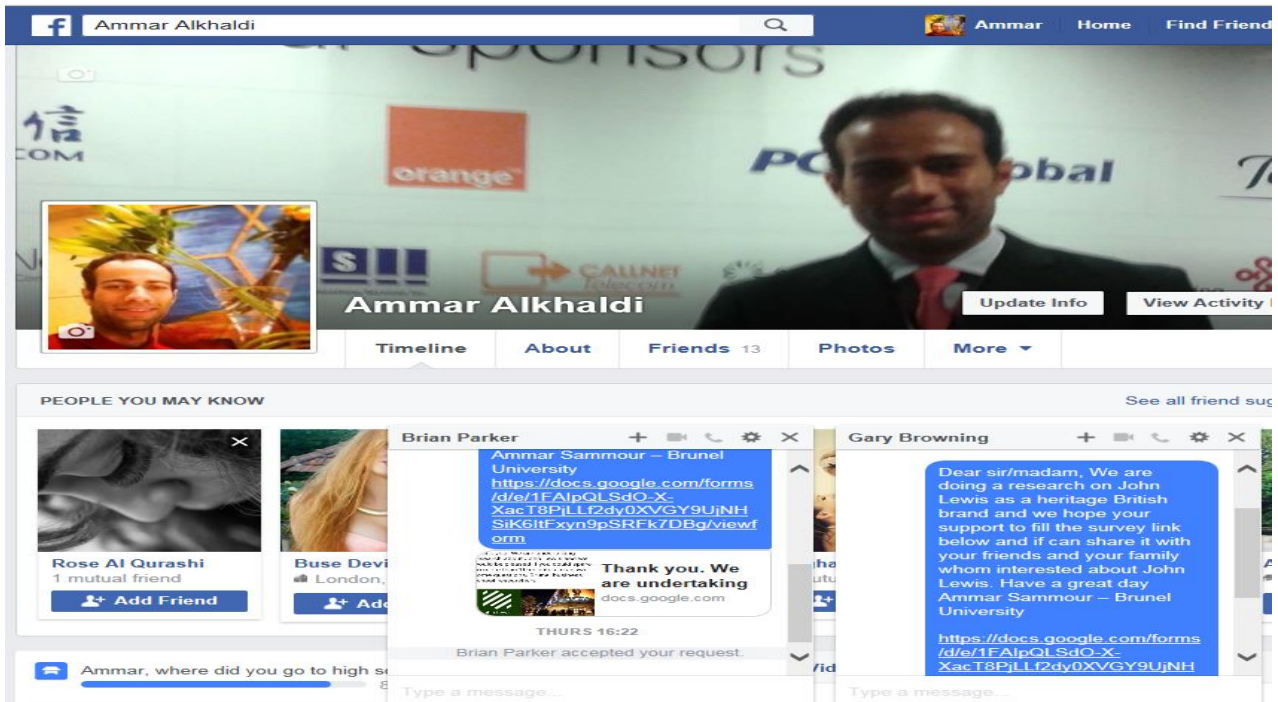 Ammar Alkhaldi
Ammar Home Find Friend
Sponsors
信
COM
orange
Global
SII
CALLNET
Telecom
Ammar Alkhaldi
Update Info View Activity
Timeline About Friends 13 Photos More
PEOPLE YOU MAY KNOW
See all friend sug
Rose Al Qurashi
1 mutual friend
Add Friend
Buse Devi
London,
Add
Brian Parker
Ammar Sammour – Brunel
University
https://docs.google.com/forms
/d/e/1FAIpQLSdO-X-
XacT8PjLLf2dy0XVGY9UjNH
SiK6ItFxyn9pSRFk7DBg/viewf
orm
Thank you. We
are undertaking
docs.google.com
THURS 16:22
Brian Parker accepted your request.
Type a message...
Gary Browning
Dear sir/madam, We are
doing a research on John
Lewis as a heritage British
brand and we hope your
support to fill the survey link
below and if can share it with
your friends and your family
whom interested about John
Lewis. Have a great day
Ammar Sammour – Brunel
University
https://docs.google.com/forms
/d/e/1FAIpQLSdO-X-
XacT8PjLLf2dy0XVGY9UjNH
Type a message...
Ammar, where did you go to high s